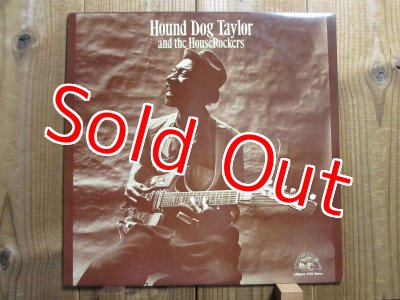 Hound Dog Taylor
and the HouseRockers
Sold Out